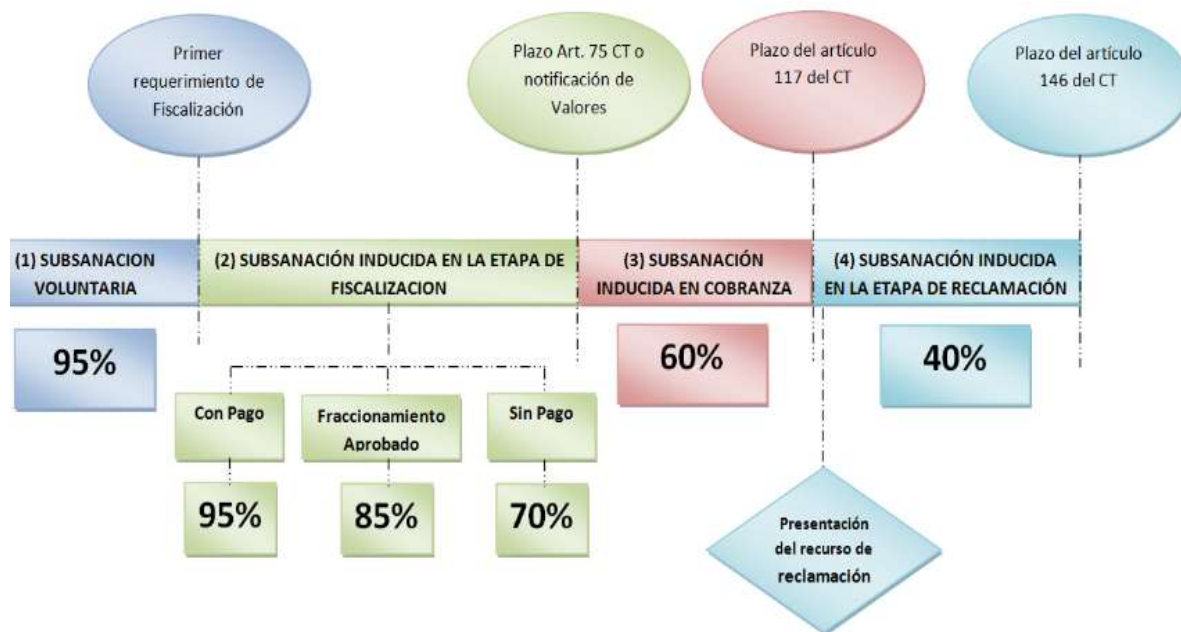 Primer
requerimiento de
Fiscalización
Plazo Art. 75 CT o
notificación de
Valores
Plazo del artículo
117 del CT
Plazo del artículo
146 del CT
(1) SUBSANACION
VOLUNTARIA
(2) SUBSANACIÓN INDUCIDA EN LA ETAPA DE
FISCALIZACION
(3) SUBSANACIÓN
INDUCIDA EN COBRANZA
(4) SUBSANACIÓN INDUCIDA
EN LA ETAPA DE RECLAMACIÓN
95%
60%
40%
Con Pago
Fraccionamiento
Aprobado
Sin Pago
95%
85%
70%
Presentación
del recurso de
reclamación